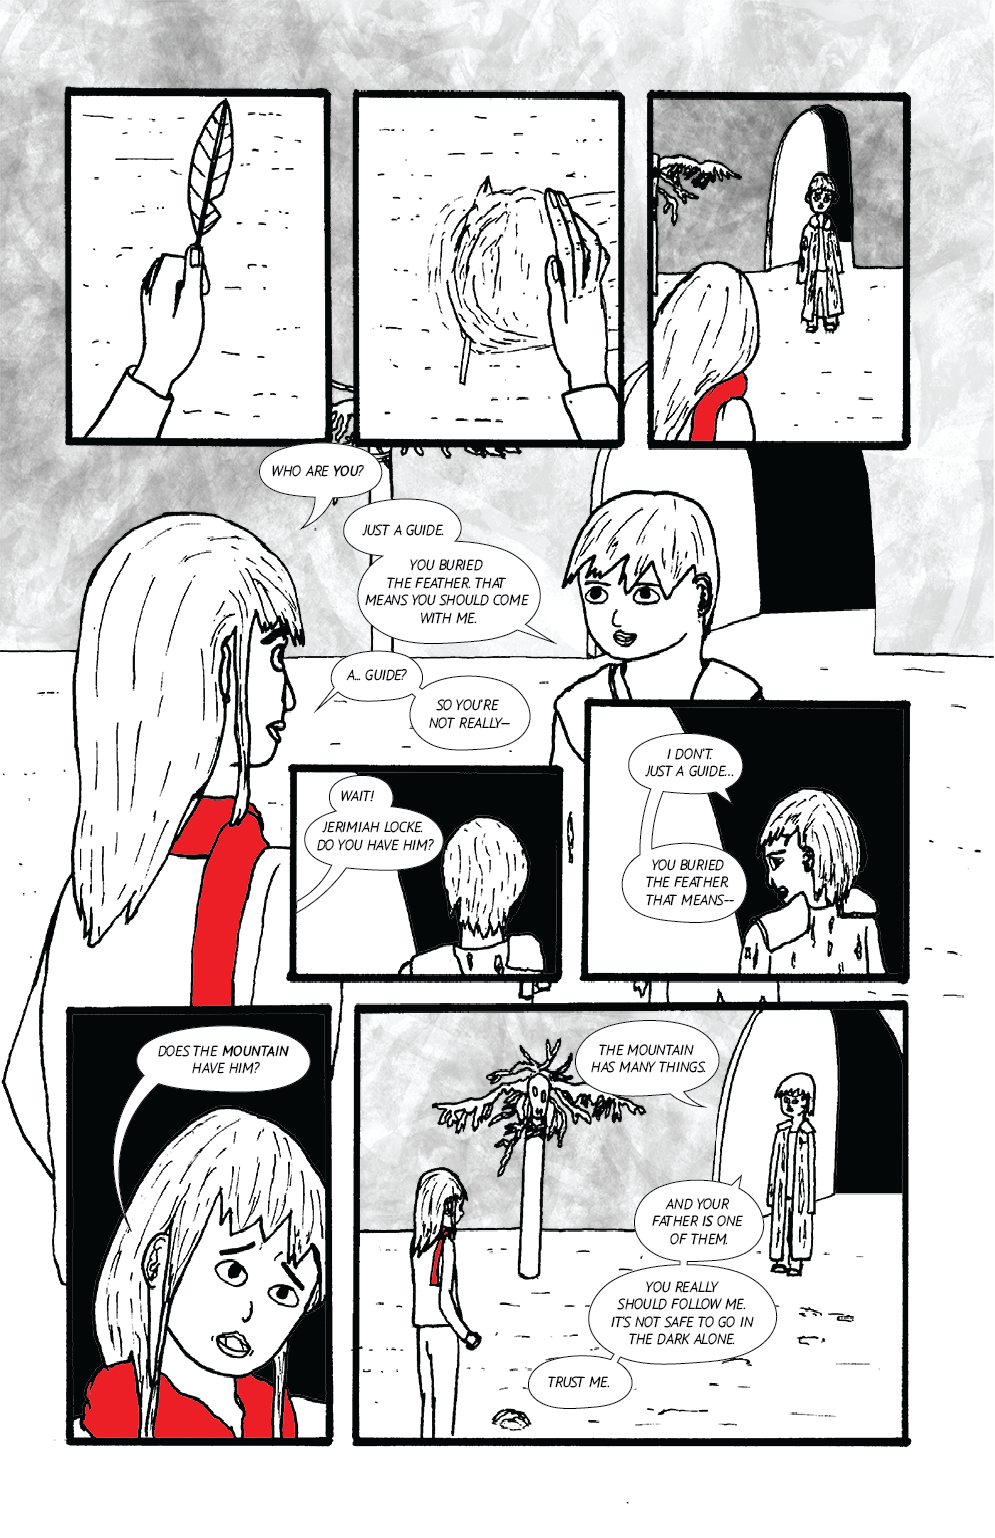 WHO ARE YOU?
JUST A GUIDE.
YOU BURIED
THE FEATHER. THAT
MEANS YOU SHOULD COME
WITH ME.
A... GUIDE?
SO YOU'RE
NOT REALLY—
WAIT!
JERIMIAH LOCKE.
DO YOU HAVE HIM?
I DON'T.
JUST A GUIDE...
YOU BURIED
THE FEATHER
THAT MEANS--
DOES THE MOUNTAIN
HAVE HIM?
THE MOUNTAIN
HAS MANY THINGS.
AND YOUR
FATHER IS ONE
OF THEM.
YOU REALLY
SHOULD FOLLOW ME.
IT'S NOT SAFE TO GO IN
THE DARK ALONE.
TRUST ME.